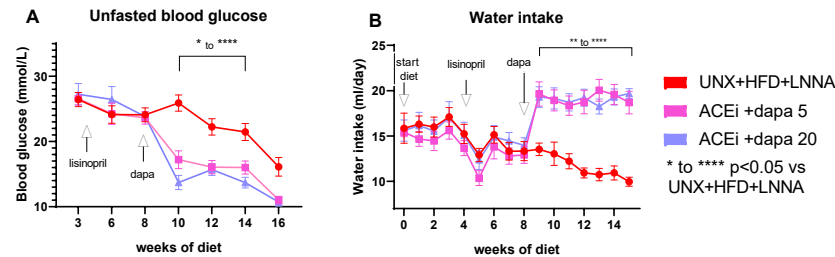 A
Unfasted blood glucose
Blood glucose (mmol/L)
40
30
20
10
* to ****
lisinopril
dapa
3 6 8 10 12 14 16
weeks of diet
B
Water intake
Water intake (ml/day)
25
20
15
10
start
diet
lisinopril
dapa
** to ****
0 2 4 6 8 10 12 14
weeks of diet
UNX+HFD+LNNA
ACEi +dapa 5
ACEi +dapa 20
* to **** p<0.05 vs
UNX+HFD+LNNA